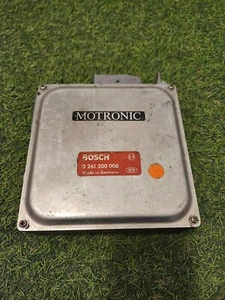 MOTRONIC
BOSCH
0 261 200 008
Made in Germany